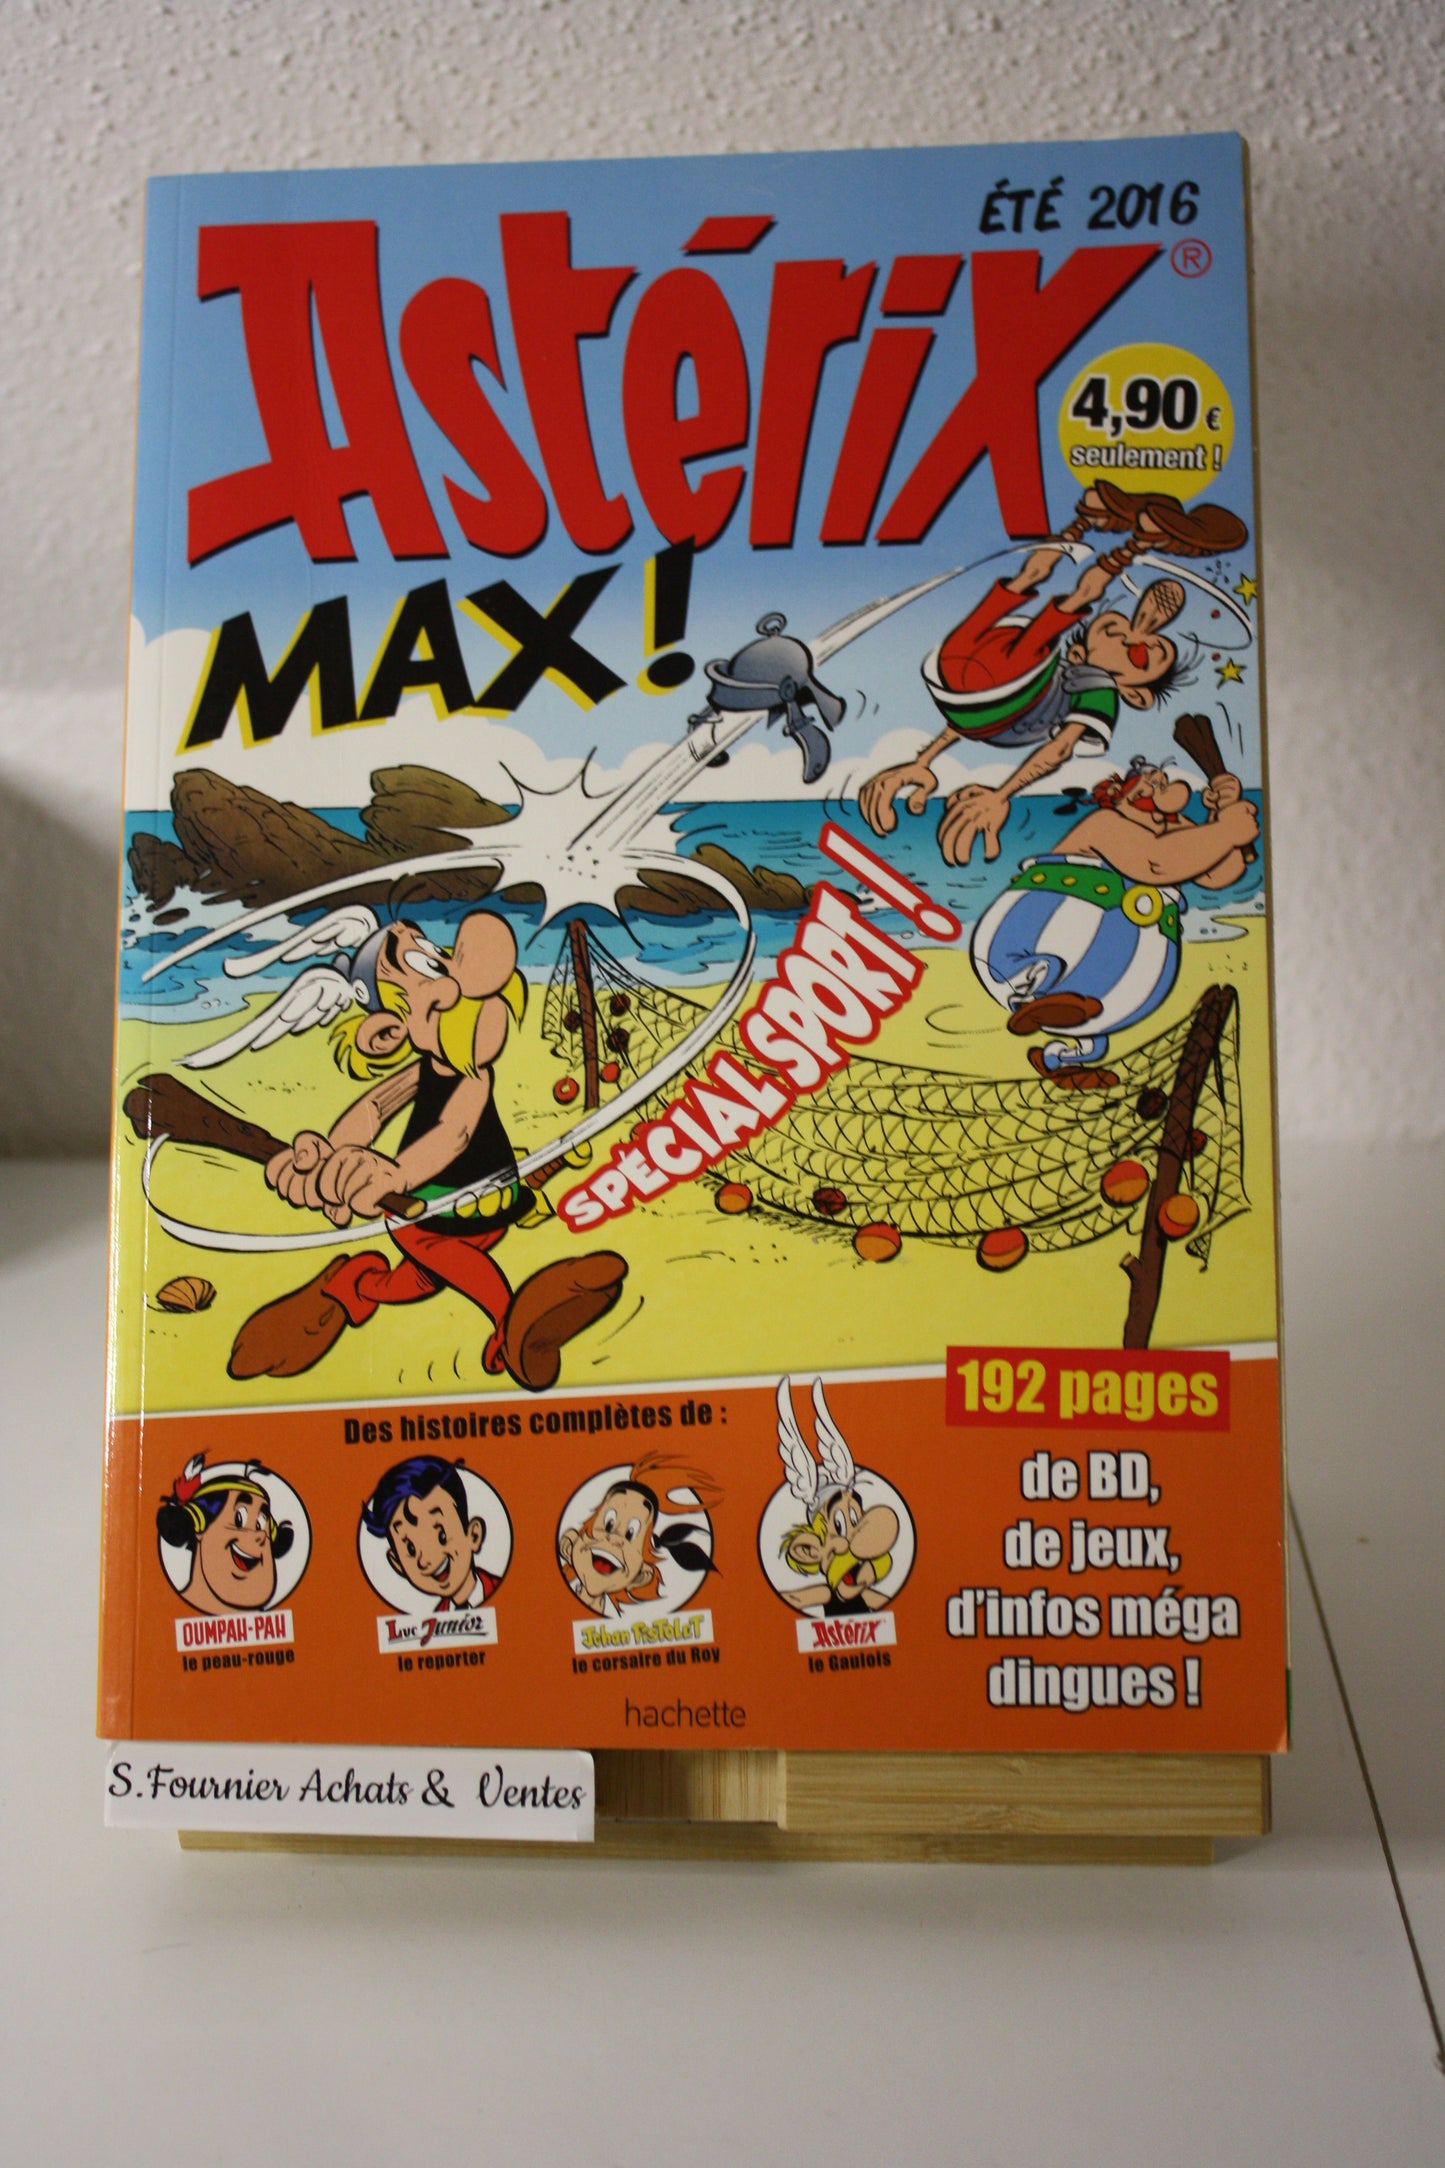 ÉTÉ 2016
Astérix®
4,90 €
seulement !
MAX !
SPÉCIAL SPORT !
192 pages
de BD,
de jeux,
d'infos méga
dingues !
Des histoires complètes de :
OUMPAH-PAH
le peau-rouge
Luc Junior
le reporter
Jehan PisTolet
le corsaire du Roy
Astérix
le Gaulois
hachette
S.Fournier Achats & Ventes